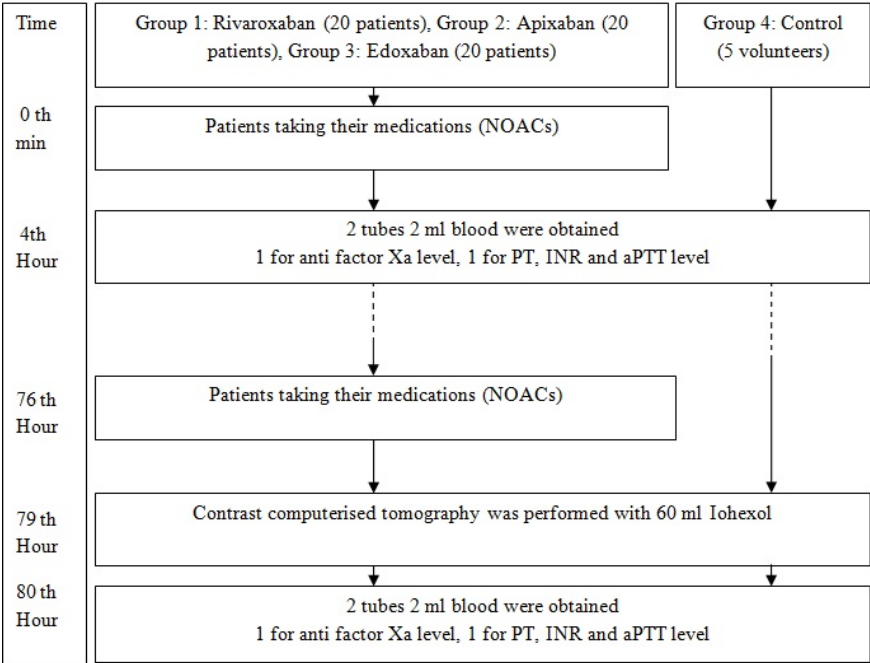 Time
Group 1: Rivaroxaban (20 patients), Group 2: Apixaban (20
patients), Group 3: Edoxaban (20 patients)
Group 4: Control
(5 volunteers)
0 th
min
Patients taking their medications (NOACs)
4th
Hour
2 tubes 2 ml blood were obtained
1 for anti factor Xa level, 1 for PT, INR and aPTT level
76 th
Hour
Patients taking their medications (NOACs)
79 th
Hour
Contrast computerised tomography was performed with 60 ml Iohexol
80 th
Hour
2 tubes 2 ml blood were obtained
1 for anti factor Xa level, 1 for PT, INR and aPTT level